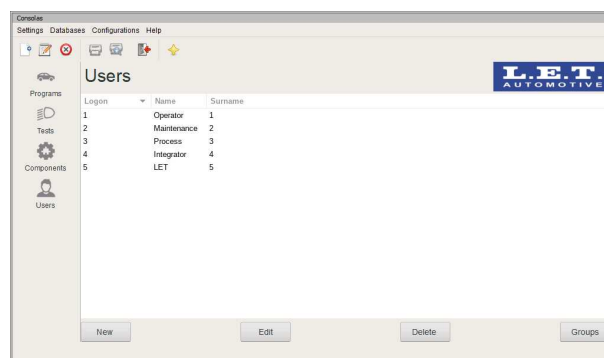 Consolas
Settings Databases Configurations Help
Users
L.E.T.
AUTOMOTIVE
Programs
Tests
Components
Users
Logon Name Surname
1 Operator 1
2 Maintenance 2
3 Process 3
4 Integrator 4
5 LET 5
New Edit Delete Groups